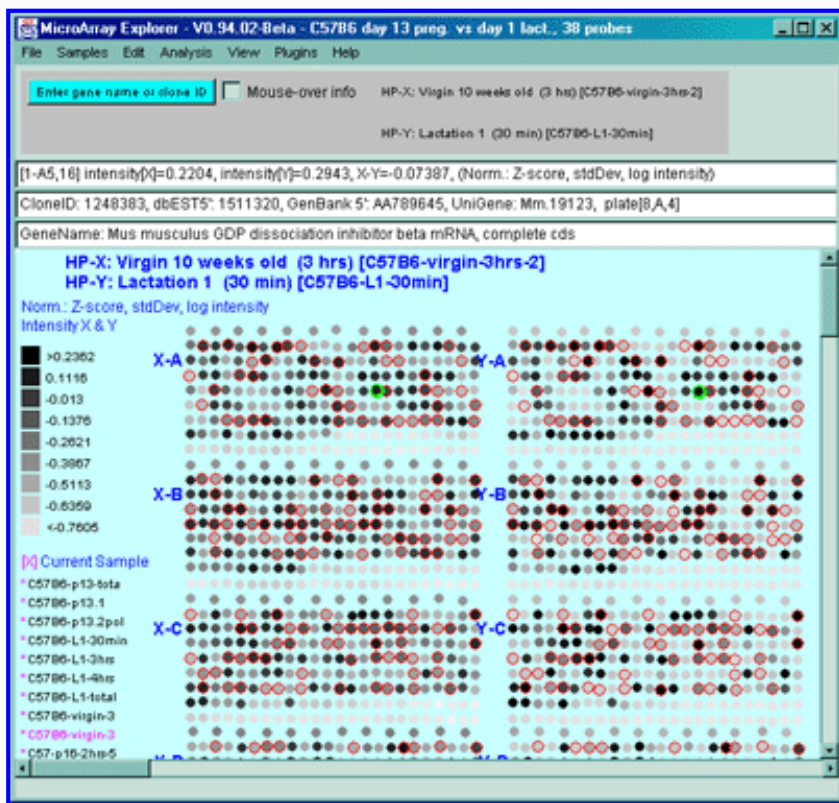 MicroArray Explorer - V0.94.02-Beta - C57B6 day 13 preg. vs day 1 lact., 38 probes
File Samples Edit Analysis View Plugins Help
Enter gene name or clone ID Mouse-over info HP-X: Virgin 10 weeks old (3 hrs) [C57B6-virgin-3hrs-2]
HP-Y: Lactation 1 (30 min) [C57B6-L1-30min]
[1-A5,16] intensity[X]=0.2204, intensity[Y]=0.2943, X-Y=-0.07387, (Norm.: Z-score, stdDev, log intensity)
CloneID: 1248383, dbEST5': 1511320, GenBank 5': AA789645, UniGene: Mm.19123, plate[8,A,4]
GeneName: Mus musculus GDP dissociation inhibitor beta mRNA, complete cds
HP-X: Virgin 10 weeks old (3 hrs) [C57B6-virgin-3hrs-2]
HP-Y: Lactation 1 (30 min) [C57B6-L1-30min]
Norm.: Z-score, stdDev, log intensity
Intensity X & Y
>0.2362
0.1116
-0.013
-0.1376
-0.2621
-0.3867
-0.5113
-0.6359
<-0.7605
X-A Y-A
X-B Y-B
X-C Y-C
[X] Current Sample
*C57B6-p13-tota
*C57B6-p13.1
*C57B6-p13.2pol
*C57B6-L1-30min
*C57B6-L1-3hrs
*C57B6-L1-4hrs
*C57B6-L1-total
*C57B6-virgin-3
*C57B6-virgin-3
*C57-p16-2hrs-5